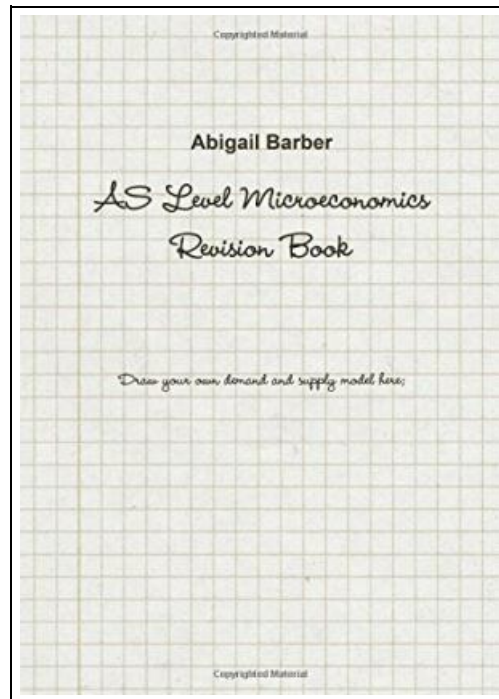 Copyrighted Material
Abigail Barber
AS Level Microeconomics
Revision Book
Draw your own demand and supply model here;
Copyrighted Material